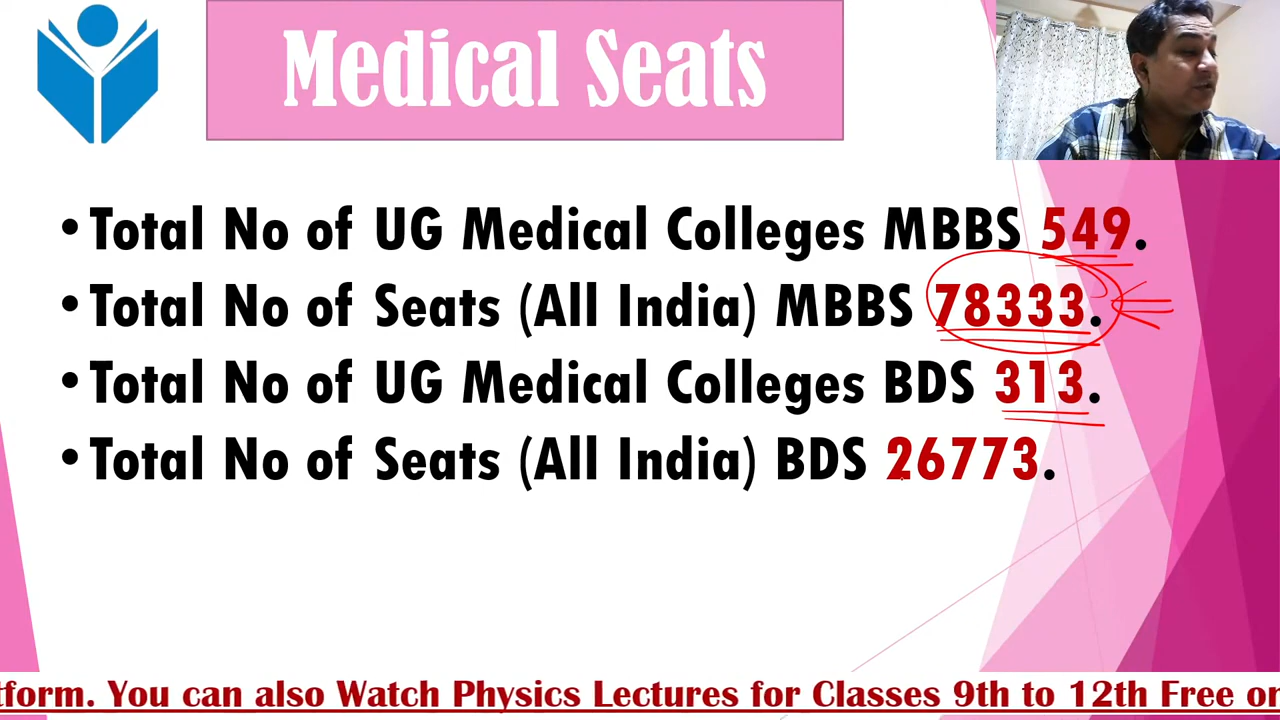 Medical Seats
• Total No of UG Medical Colleges MBBS 549.
• Total No of Seats (All India) MBBS 78333.
• Total No of UG Medical Colleges BDS 313.
• Total No of Seats (All India) BDS 26773.
tform. You can also Watch Physics Lectures for Classes 9th to 12th Free on